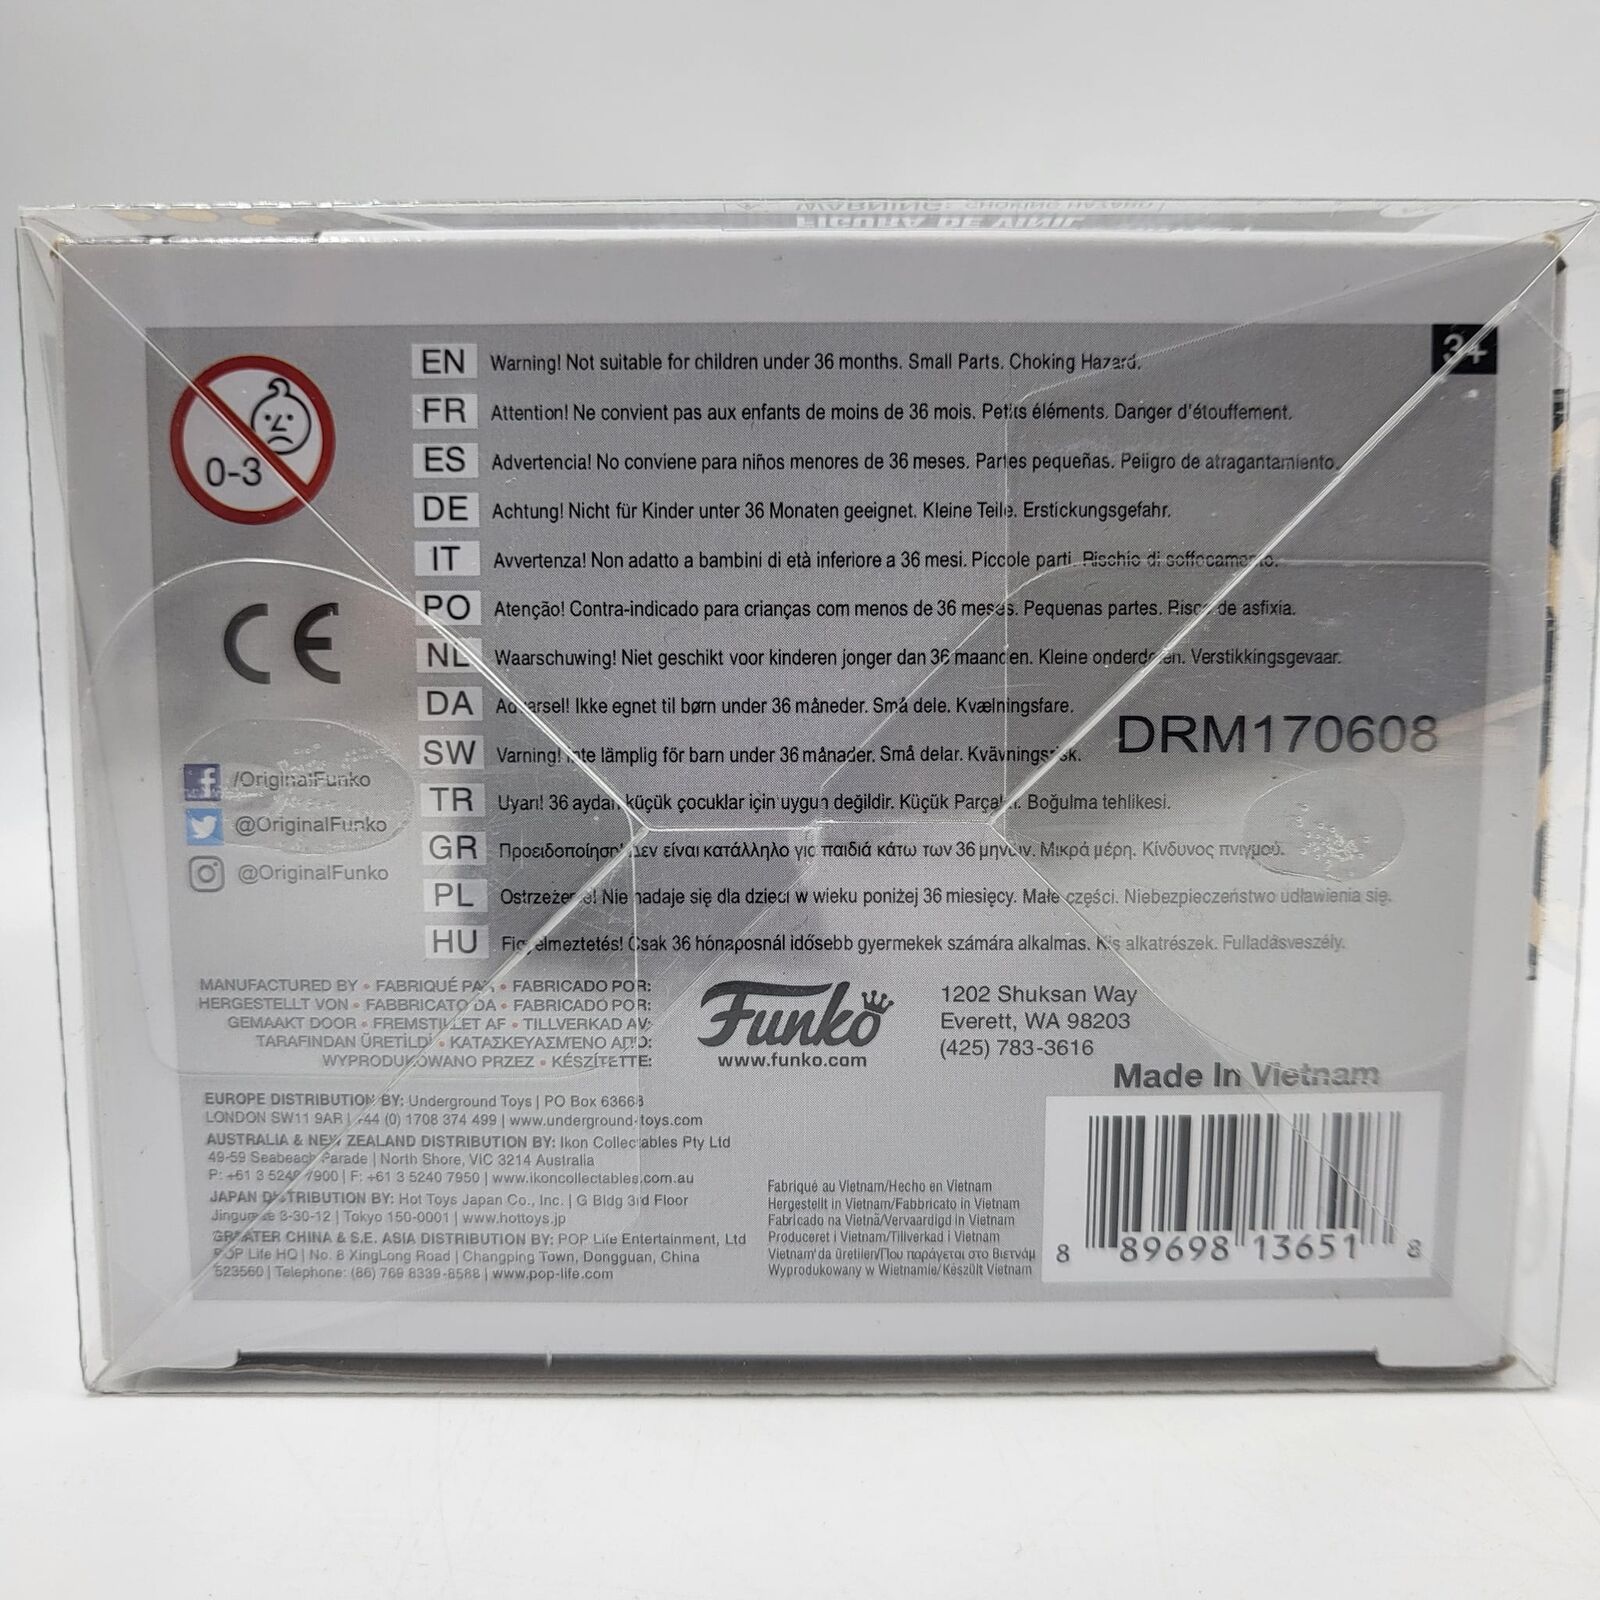 WARNING: CHOKING HAZARD
FIGURA DE VINIL
3+
0-3
EN Warning! Not suitable for children under 36 months. Small Parts. Choking Hazard.
FR Attention! Ne convient pas aux enfants de moins de 36 mois. Petits éléments. Danger d'étouffement.
ES Advertencia! No conviene para niños menores de 36 meses. Partes pequeñas. Peligro de atragantamiento.
DE Achtung! Nicht für Kinder unter 36 Monaten geeignet. Kleine Teile. Erstickungsgefahr.
IT Avvertenza! Non adatto a bambini di età inferiore a 36 mesi. Piccole parti. Rischio di soffocamento.
PO Atenção! Contra-indicado para crianças com menos de 36 meses. Pequenas partes. Risco de asfixia.
NL Waarschuwing! Niet geschikt voor kinderen jonger dan 36 maanden. Kleine onderdelen. Verstikkingsgevaar.
DA Advarsel! Ikke egnet til børn under 36 måneder. Små dele. Kvælningsfare.
SW Varning! Inte lämplig för barn under 36 månader. Små delar. Kvävningsrisk.
TR Uyarı! 36 aydan küçük çocuklar için uygun değildir. Küçük Parçalar. Boğulma tehlikesi.
GR Προειδοποίηση! Δεν είναι κατάλληλο για παιδιά κάτω των 36 μηνών. Μικρά μέρη. Κίνδυνος πνιγμού.
PL Ostrzeżenie! Nie nadaje się dla dzieci w wieku poniżej 36 miesięcy. Małe części. Niebezpieczeństwo udławienia się.
HU Figyelmeztetés! Csak 36 hónaposnál idősebb gyermekek számára alkalmas. Kis alkatrészek. Fulladásveszély.
CE
/OriginalFunko
@OriginalFunko
@OriginalFunko
DRM170608
MANUFACTURED BY • FABRIQUÉ PAR • FABRICADO POR:
HERGESTELLT VON • FABBRICATO DA • FABRICADO POR:
GEMAAKT DOOR • FREMSTILLET AF • TILLVERKAD AV:
TARAFINDAN ÜRETİLDİ • ΚΑΤΑΣΚΕΥΑΣΜΕΝΟ ΑΠΟ:
WYPRODUKOWANO PRZEZ • KÉSZÍTETTE:
Funko
www.funko.com
1202 Shuksan Way
Everett, WA 98203
(425) 783-3616
Made In Vietnam
EUROPE DISTRIBUTION BY: Underground Toys | PO Box 63668
LONDON SW11 9AR | +44 (0) 1708 374 499 | www.underground-toys.com
AUSTRALIA & NEW ZEALAND DISTRIBUTION BY: Ikon Collectables Pty Ltd
49-59 Seabeach Parade | North Shore, VIC 3214 Australia
P: +61 3 5240 7900 | F: +61 3 5240 7950 | www.ikoncollectables.com.au
JAPAN DISTRIBUTION BY: Hot Toys Japan Co., Inc. | G Bldg 3rd Floor
Jingumae 3-30-12 | Tokyo 150-0001 | www.hottoys.jp
GREATER CHINA & S.E. ASIA DISTRIBUTION BY: POP Life Entertainment, Ltd
POP Life HQ | No. 8 XingLong Road | Changping Town, Dongguan, China
523560 | Telephone: (86) 769 8339-8588 | www.pop-life.com
Fabriqué au Vietnam/Hecho en Vietnam
Hergestellt in Vietnam/Fabbricato in Vietnam
Fabricado na Vietnã/Vervaardigd in Vietnam
Produceret i Vietnam/Tillverkad i Vietnam
Vietnam'da üretilen/Που παράγεται στο Βιετνάμ
Wyprodukowany w Wietnamie/Készült Vietnam
8 89698 13651 8